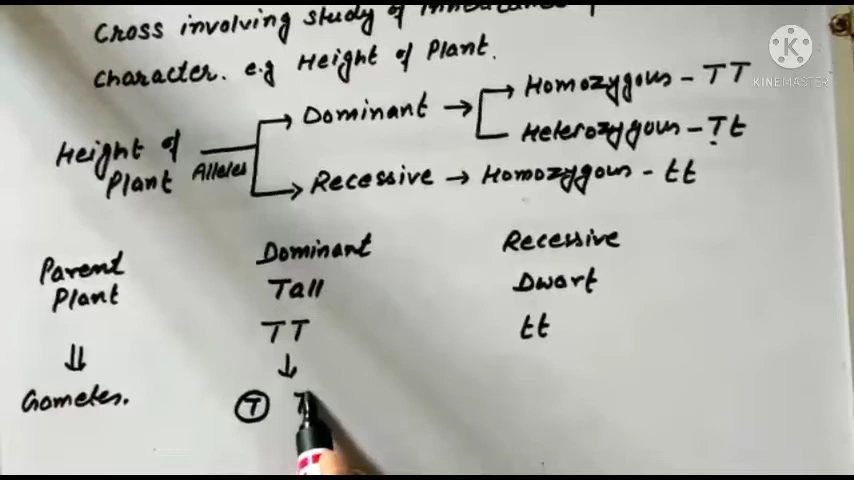 Cross involving study of
character. e.g Height of Plant.
Height of Plant
Alleles
Dominant → Homozygous - TT
Heterozygous - Tt
Recessive → Homozygous - tt
Parent Plant
Dominant
Tall
TT
Recessive
Dwarf
tt
Gametes.
T T
K
KINEMASTER